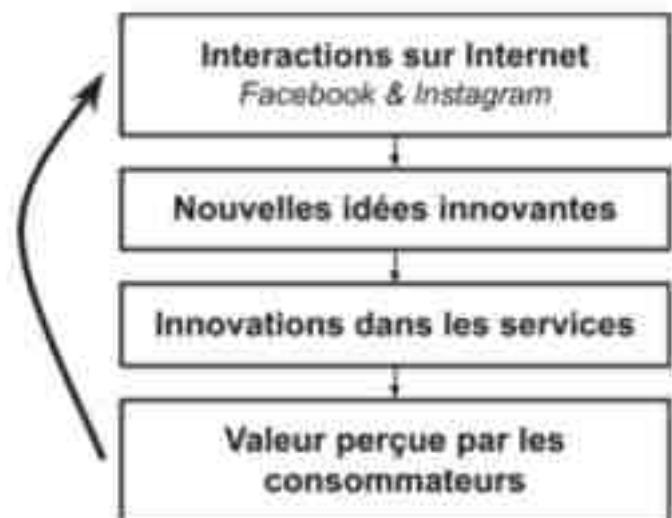 Interactions sur Internet
Facebook & Instagram
Nouvelles idées innovantes
Innovations dans les services
Valeur perçue par les
consommateurs